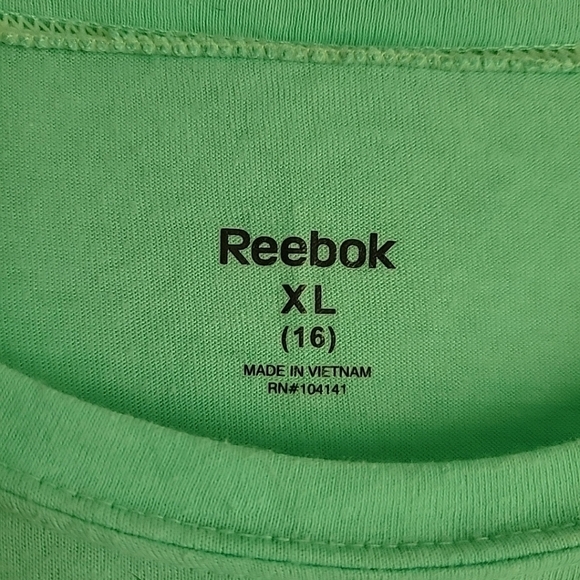 Reebok
XL
(16)
MADE IN VIETNAM
RN#104141